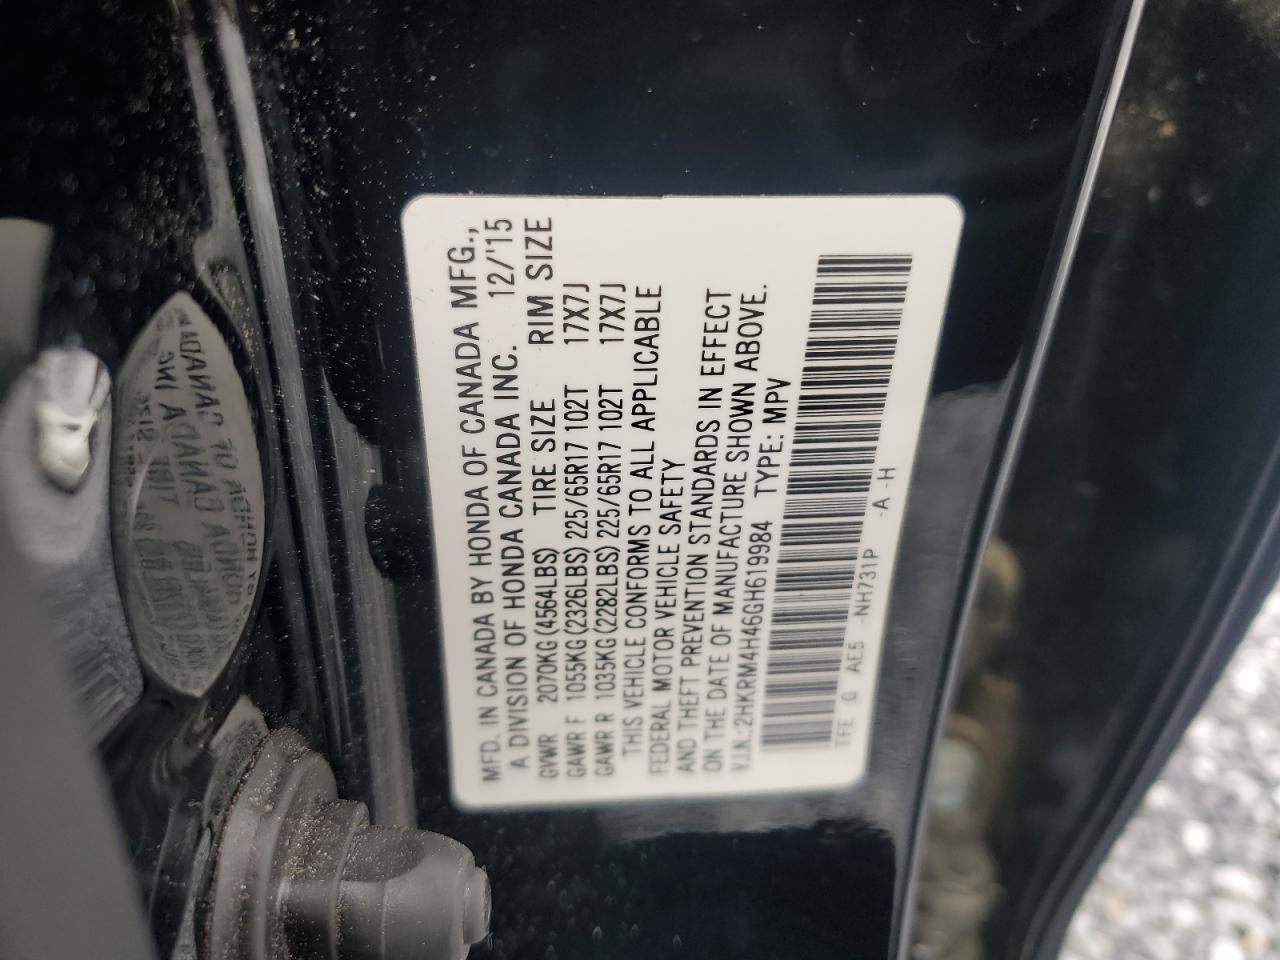 MFD. IN CANADA BY HONDA OF CANADA MFG.,
A DIVISION OF HONDA CANADA INC. 12/'15
GVWR 2070KG (4564LBS) TIRE SIZE RIM SIZE
GAWR F 1055KG (2326LBS) 225/65R17 102T 17X7J
GAWR R 1035KG (2282LBS) 225/65R17 102T 17X7J
THIS VEHICLE CONFORMS TO ALL APPLICABLE
FEDERAL MOTOR VEHICLE SAFETY
AND THEFT PREVENTION STANDARDS IN EFFECT
ON THE DATE OF MANUFACTURE SHOWN ABOVE.
V.I.N.:2HKRM4H46GH619984 TYPE: MPV
TFE G AE5 -NH731P -A -H